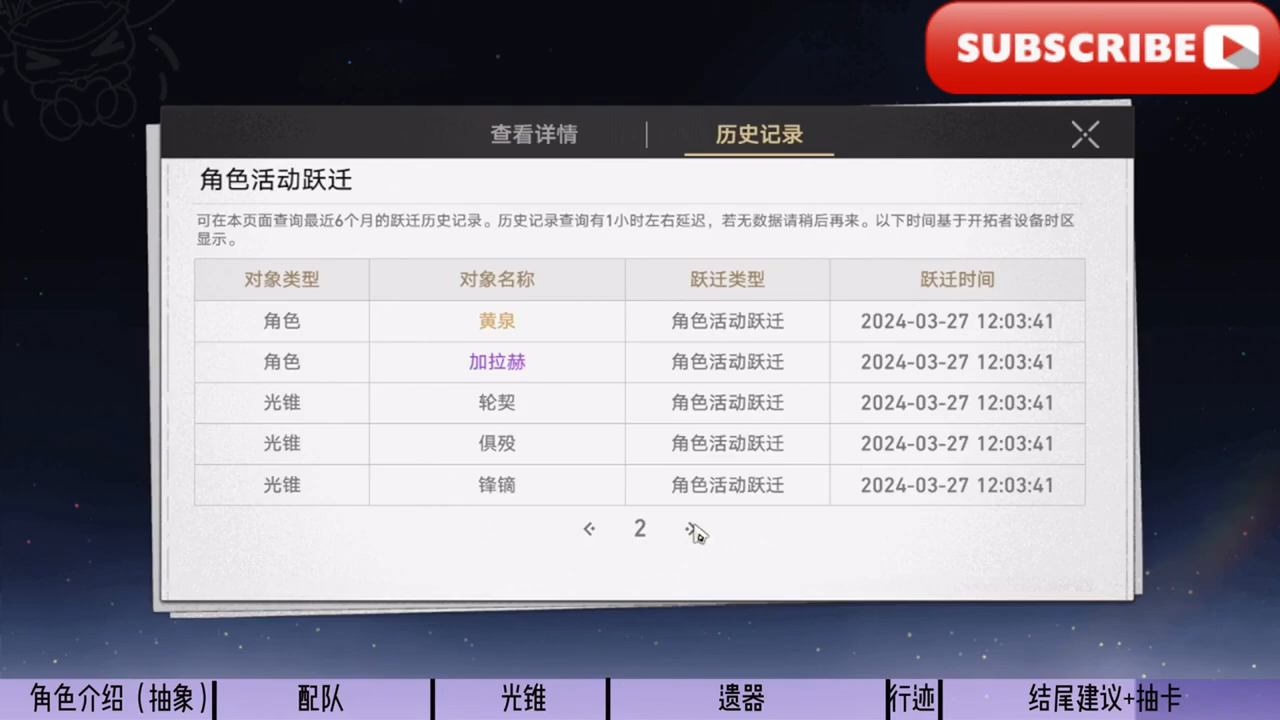 SUBSCRIBE
查看详情 历史记录
角色活动跃迁
可在本页面查询最近6个月的跃迁历史记录。历史记录查询有1小时左右延迟，若无数据请稍后再来。以下时间基于开拓者设备时区
显示。
对象类型 对象名称 跃迁类型 跃迁时间
角色 黄泉 角色活动跃迁 2024-03-27 12:03:41
角色 加拉赫 角色活动跃迁 2024-03-27 12:03:41
光锥 轮契 角色活动跃迁 2024-03-27 12:03:41
光锥 俱殁 角色活动跃迁 2024-03-27 12:03:41
光锥 锋镝 角色活动跃迁 2024-03-27 12:03:41
2
角色介绍（抽象） 配队 光锥 遗器 行迹 结尾建议+抽卡